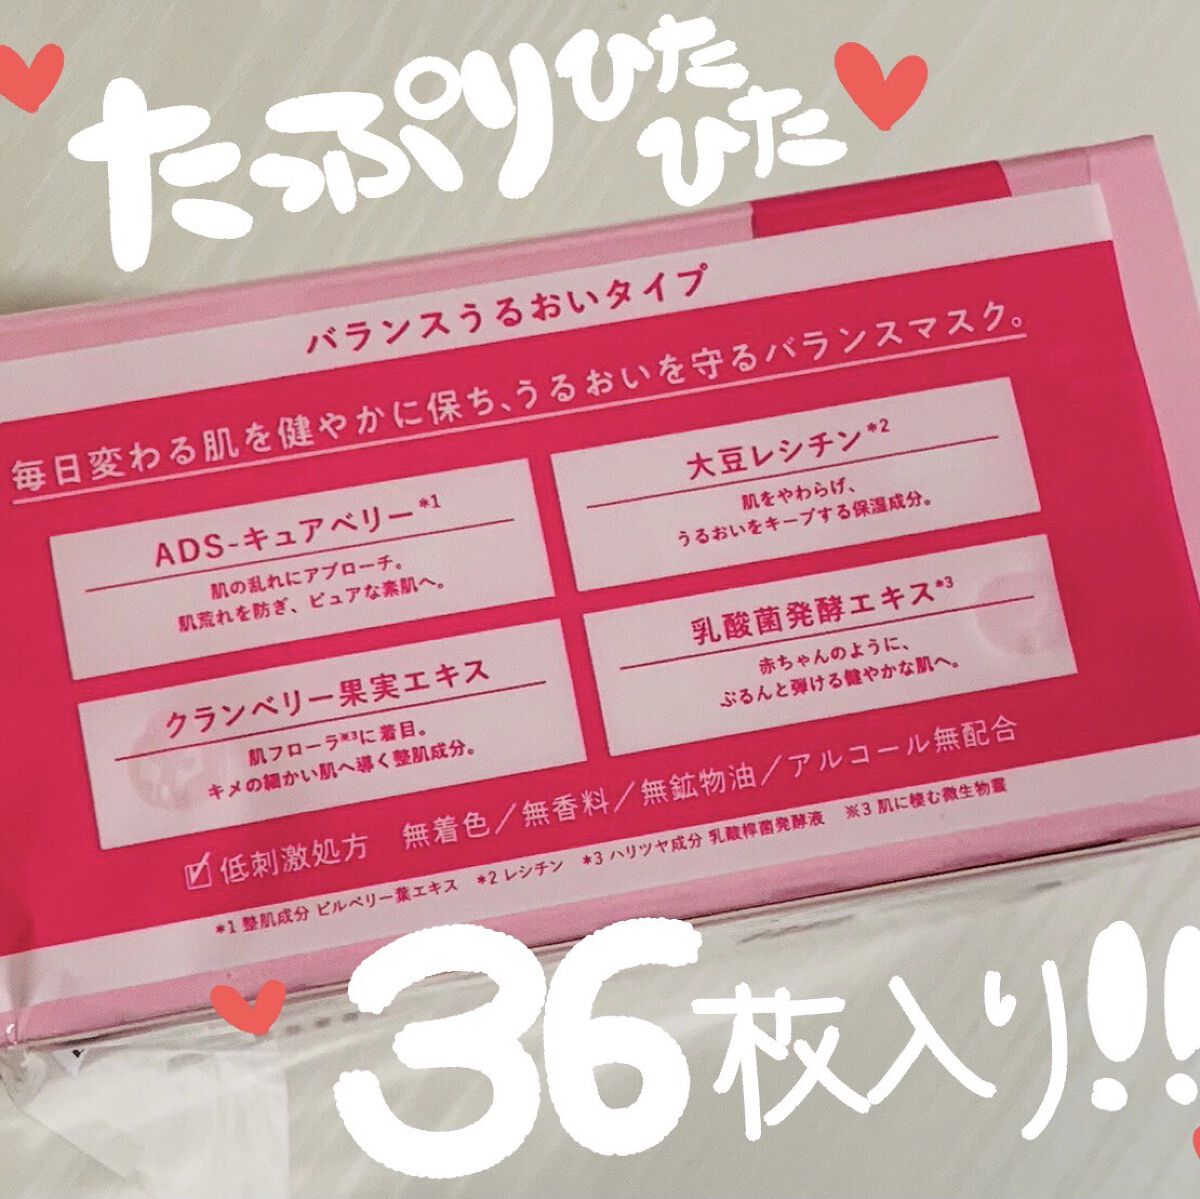 たっぷりひた
ひた
バランスうるおいタイプ
毎日変わる肌を健やかに保ち、うるおいを守るバランスマスク。
ADS-キュアベリー*1
肌の乱れにアプローチ。
肌荒れを防ぎ、ピュアな素肌へ。
大豆レシチン*2
肌をやわらげ、
うるおいをキープする保湿成分。
クランベリー果実エキス
肌フローラ※3に着目。
キメの細かい肌へ導く整肌成分。
乳酸菌発酵エキス*3
赤ちゃんのように、
ぷるんと弾ける健やかな肌へ。
低刺激処方 無着色/無香料/無鉱物油/アルコール無配合
*1 整肌成分 ビルベリー葉エキス *2 レシチン *3 ハリツヤ成分 乳酸桿菌発酵液 ※3 肌に棲む微生物叢
36枚入り!!